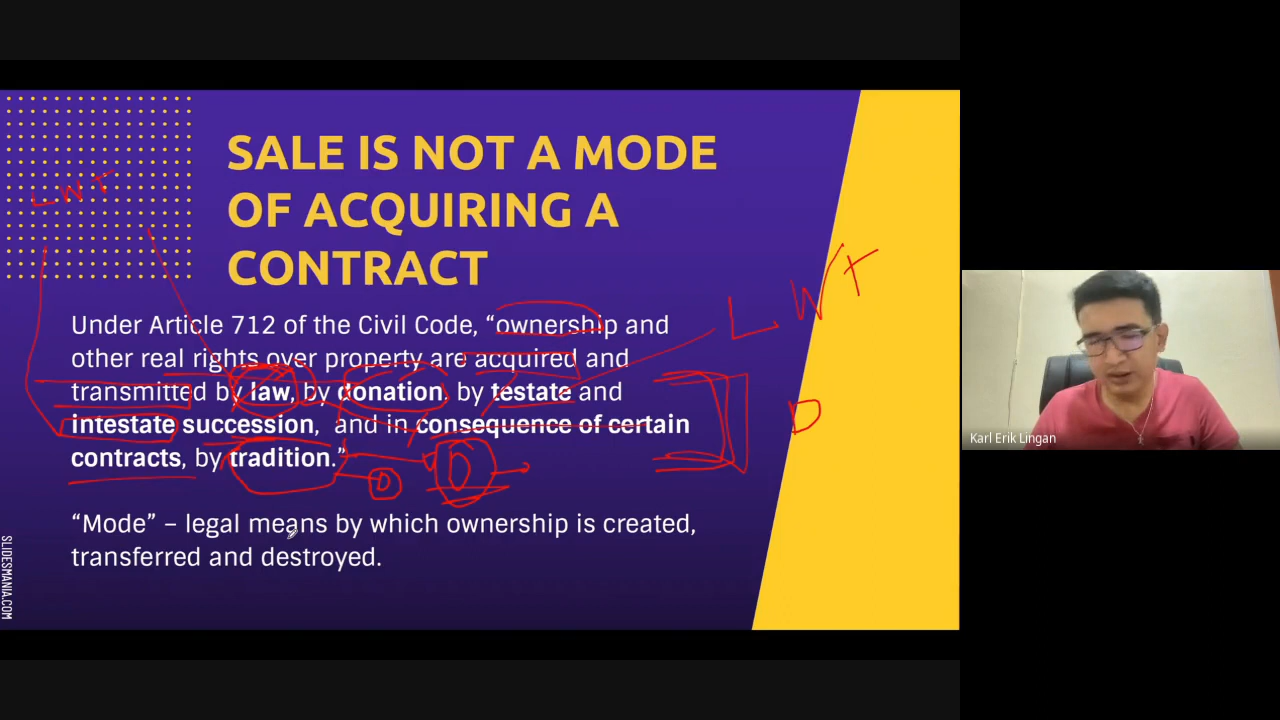 SALE IS NOT A MODE
OF ACQUIRING A
CONTRACT
L W T
Under Article 712 of the Civil Code, “ownership and
other real rights over property are acquired and
transmitted by law, by donation, by testate and
intestate succession, and in consequence of certain
contracts, by tradition.”
L W T
D
D
D
“Mode” – legal means by which ownership is created,
transferred and destroyed.
SLIDESMANIA.COM
Karl Erik Lingan